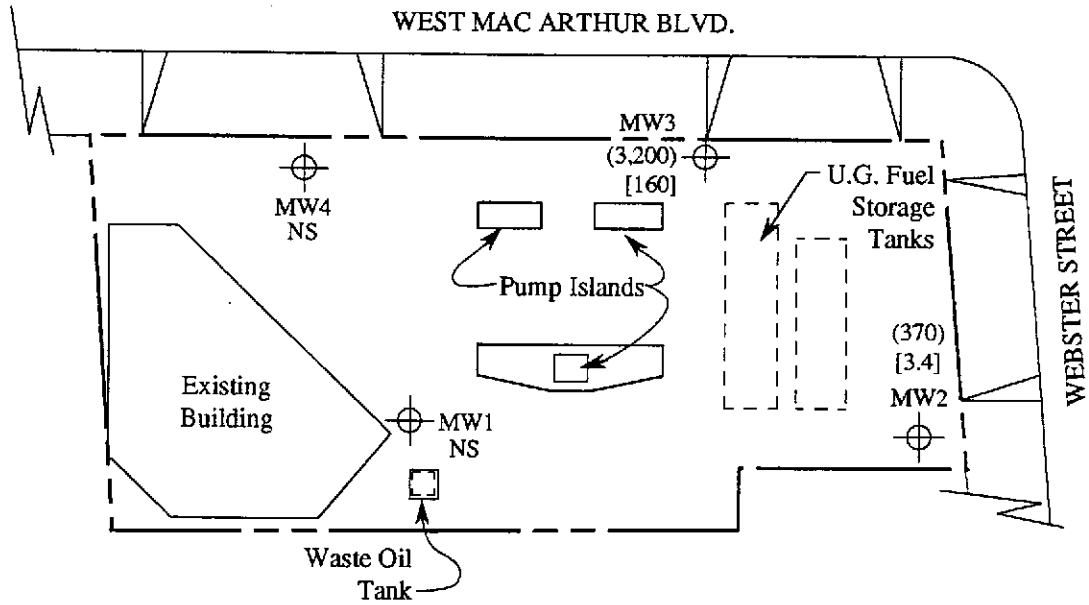 WEST MAC ARTHUR BLVD.
MW3
(3,200)
[160]
U.G. Fuel
Storage
Tanks
MW4
NS
Pump Islands
WEBSTER STREET
(370)
[3.4]
MW2
Existing
Building
MW1
NS
Waste Oil
Tank